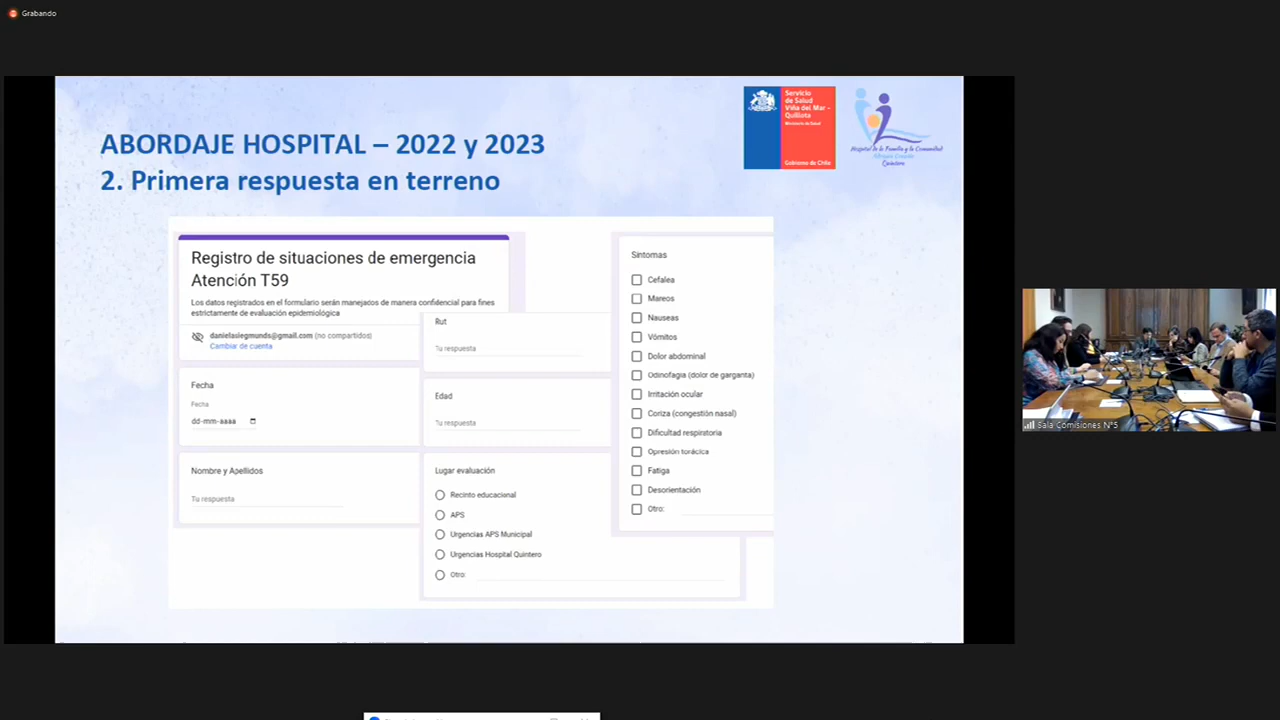 Grabando
ABORDAJE HOSPITAL – 2022 y 2023
2. Primera respuesta en terreno
Servicio
de Salud
Viña del Mar -
Quillota
Ministerio de Salud
Gobierno de Chile
Hospital de la Familia y la Comunidad
Adriana Cousiño
Quintero
Registro de situaciones de emergencia
Atención T59
Los datos registrados en el formulario serán manejados de manera confidencial para fines
estrictamente de evaluación epidemiológica
danielasiegmunds@gmail.com (no compartidos)
Cambiar de cuenta
Fecha
Fecha
dd-mm-aaaa
Nombre y Apellidos
Tu respuesta
Rut
Tu respuesta
Edad
Tu respuesta
Lugar evaluación
Recinto educacional
APS
Urgencias APS Municipal
Urgencias Hospital Quintero
Otro:
Síntomas
Cefalea
Mareos
Nauseas
Vómitos
Dolor abdominal
Odinofagia (dolor de garganta)
Irritación ocular
Coriza (congestión nasal)
Dificultad respiratoria
Opresión torácica
Fatiga
Desorientación
Otro:
Sala Comisiones N°5